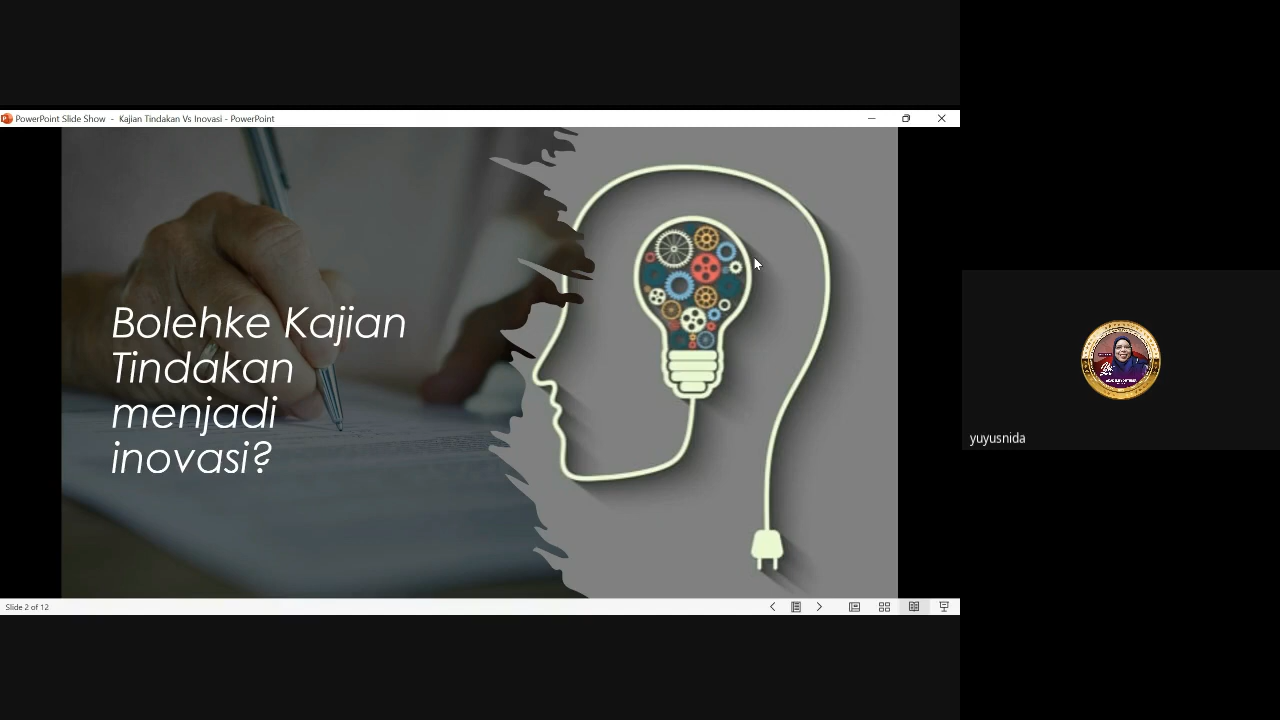 PowerPoint Slide Show - Kajian Tindakan Vs Inovasi - PowerPoint
Bolehke Kajian
Tindakan
menjadi
inovasi?
yuyusnida
Slide 2 of 12